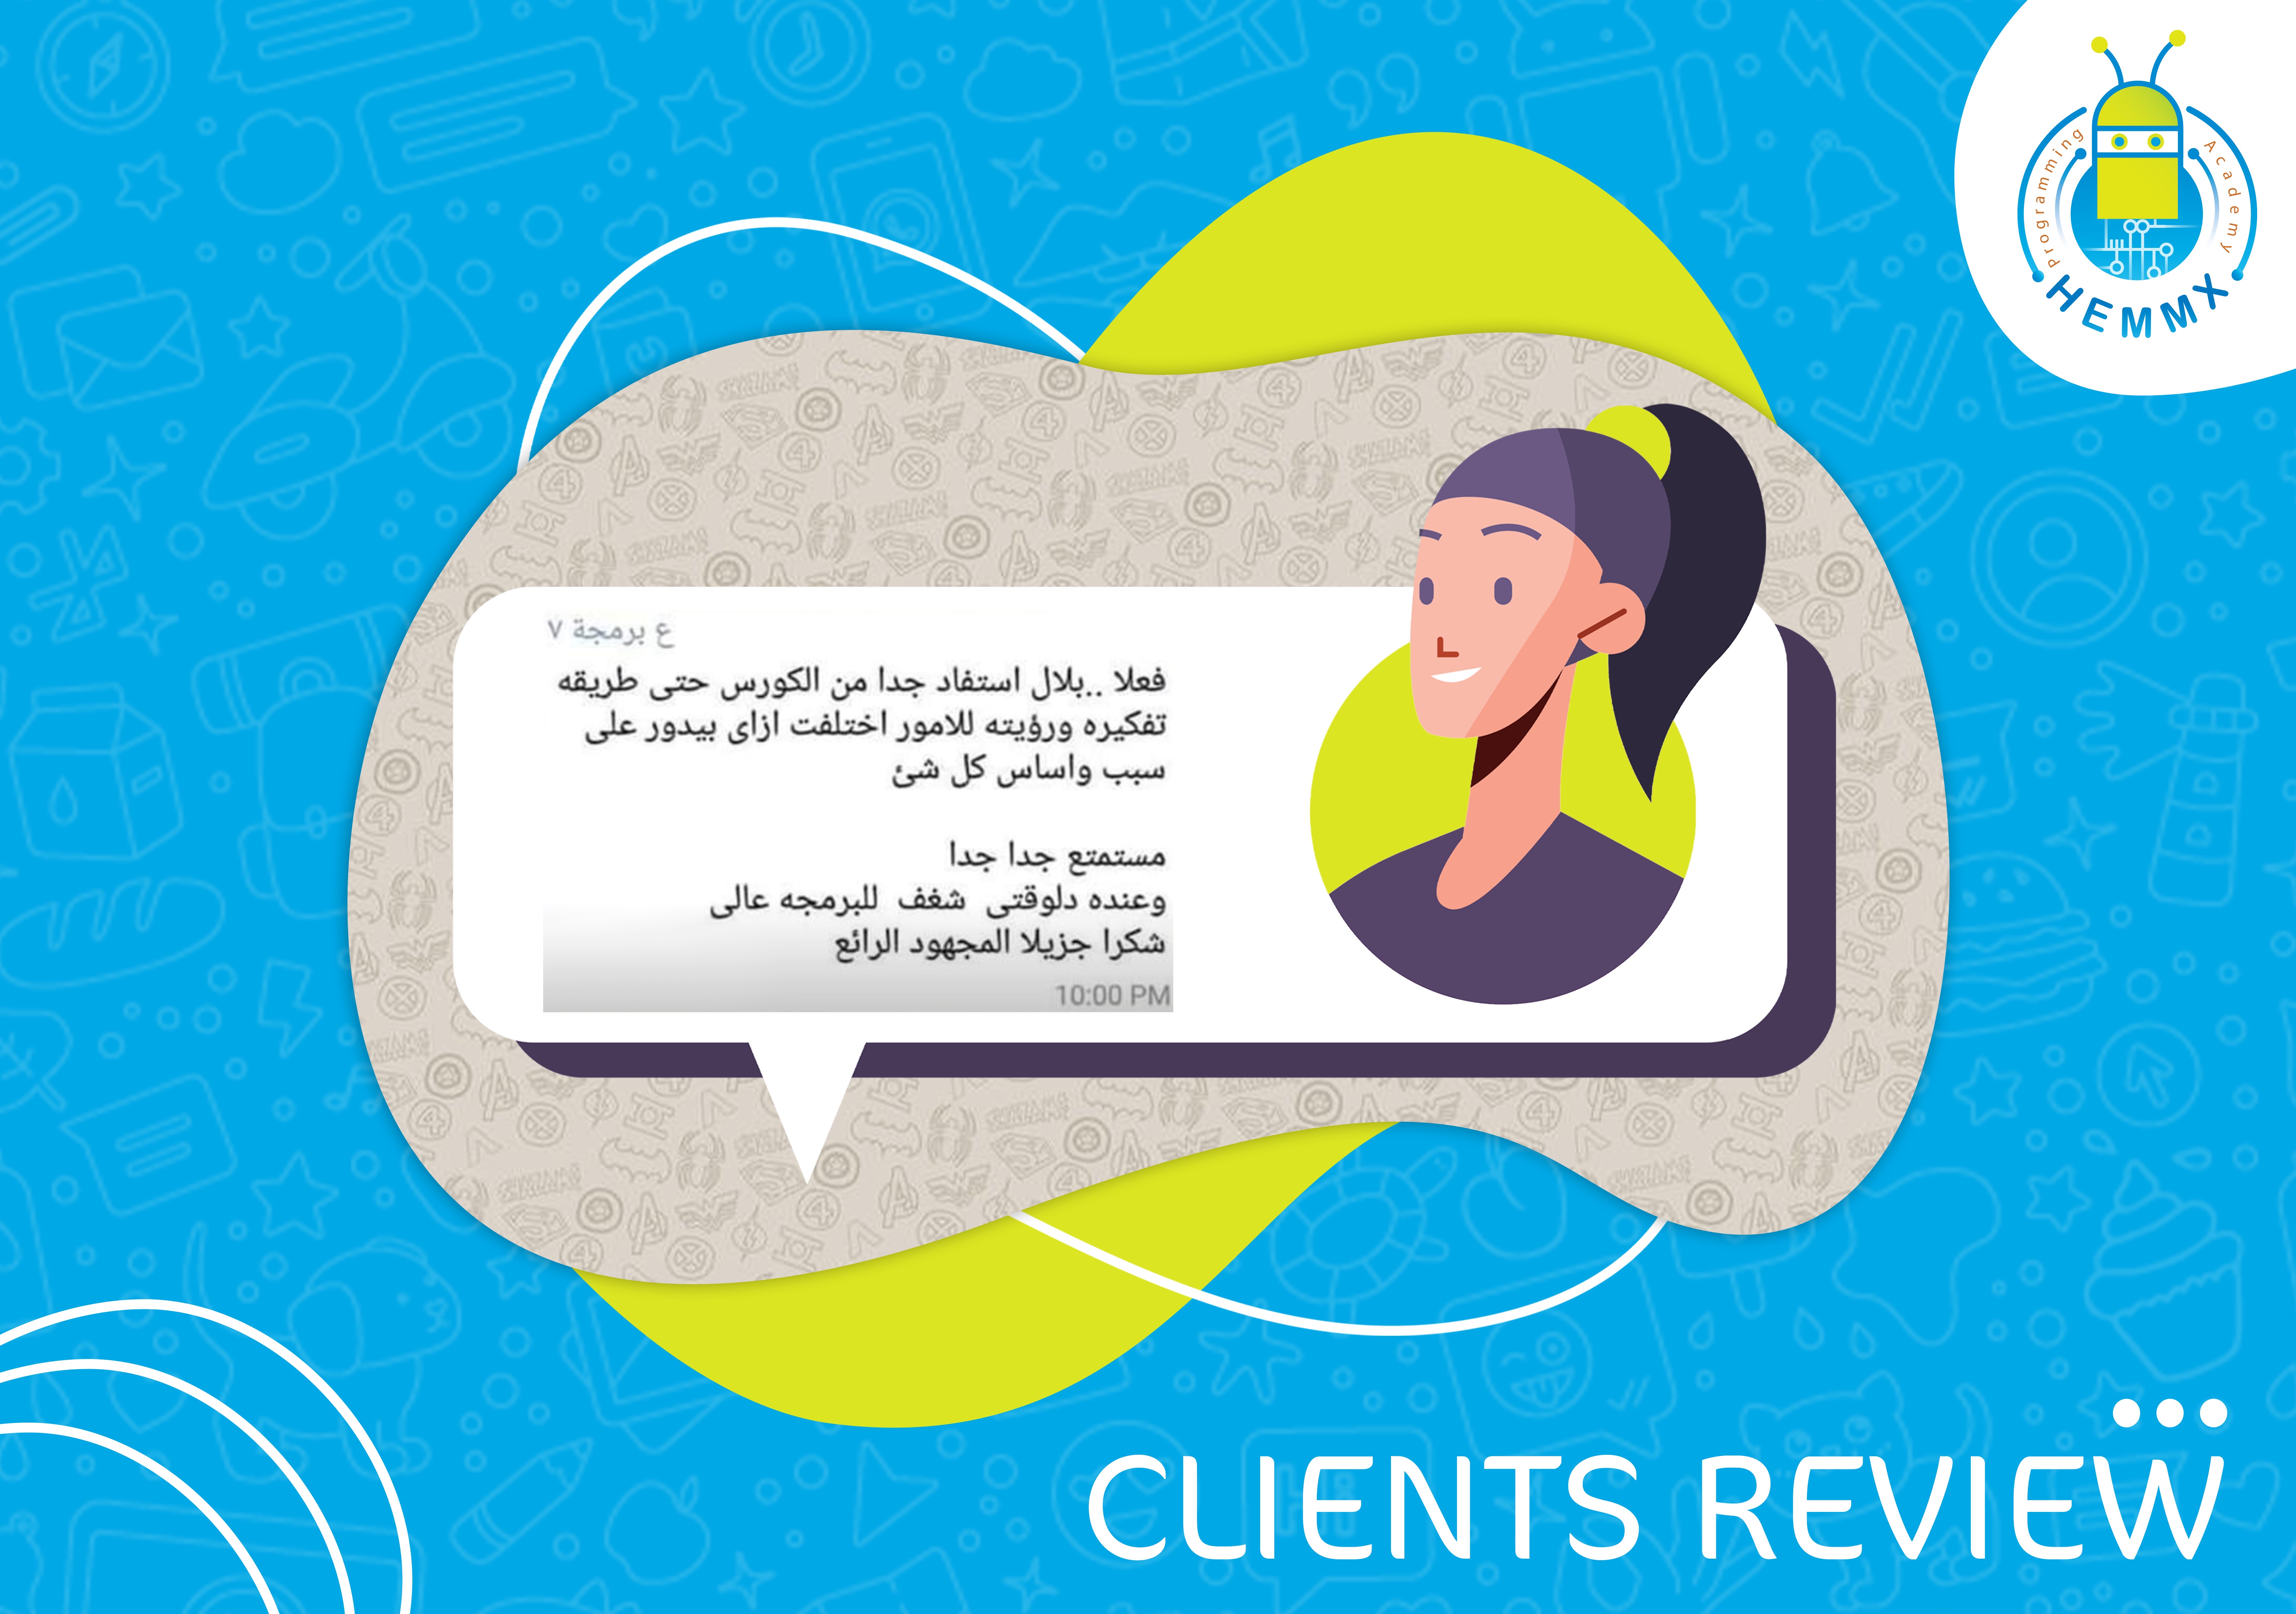 Programming Academy
HEMMX
ع برمجة ٧
فعلا ..بلال استفاد جدا من الكورس حتى طريقه
تفكيره ورؤيته للامور اختلفت ازاى بيدور على
سبب واساس كل شئ
مستمتع جدا جدا
وعنده دلوقتى شغف للبرمجه عالى
شكرا جزيلا المجهود الرائع
10:00 PM
CLIENTS REVIEW